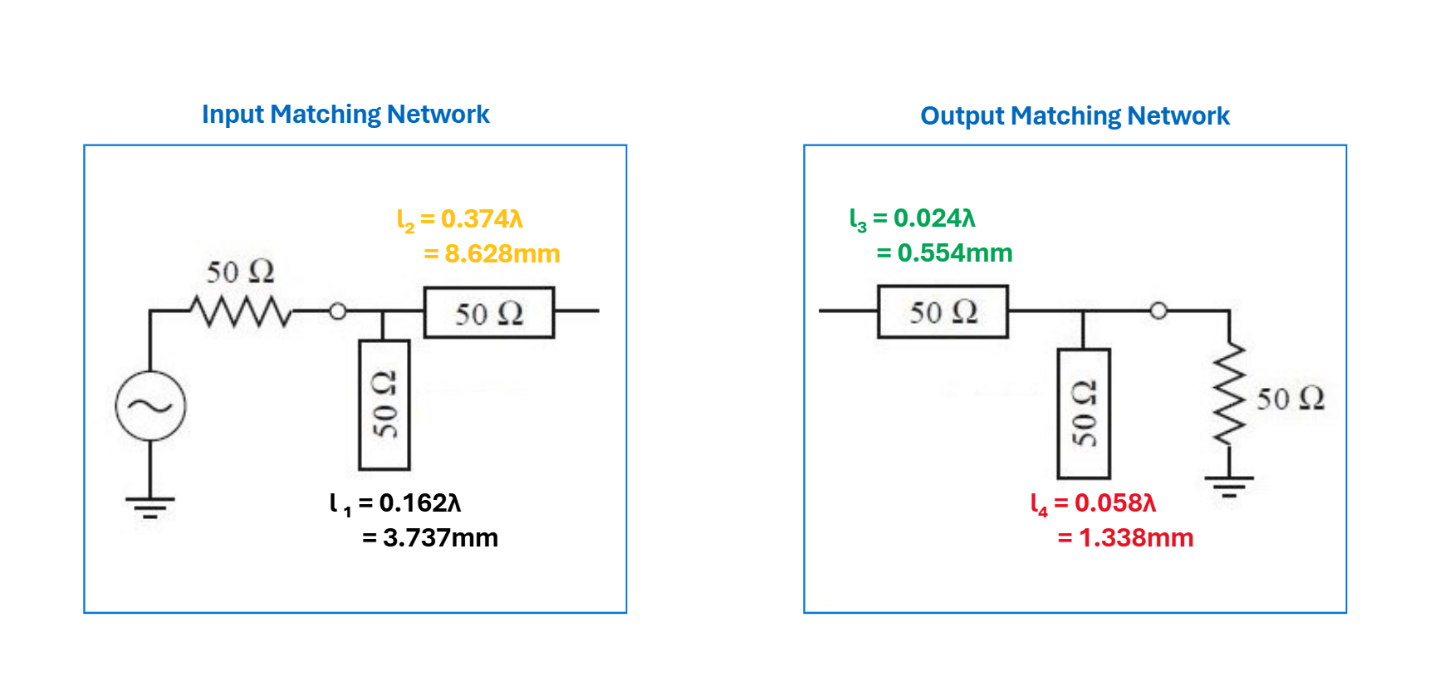 Input Matching Network
Output Matching Network
l₂ = 0.374λ
= 8.628mm
50 Ω
50 Ω
50 Ω
l ₁ = 0.162λ
= 3.737mm
l₃ = 0.024λ
= 0.554mm
50 Ω
50 Ω
50 Ω
l₄ = 0.058λ
= 1.338mm